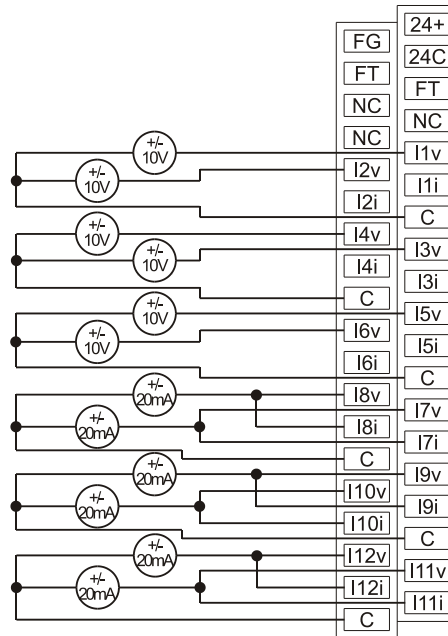 24+
FG
24C
FT
FT
NC
NC
NC
+/-
10V
I1v
+/-
10V
I2v
I1i
I2i
C
+/-
10V
I4v
+/-
10V
I3v
I4i
I3i
C
+/-
10V
I5v
+/-
10V
I6v
I5i
I6i
C
+/-
20mA
I8v
I7v
+/-
20mA
I8i
I7i
C
+/-
20mA
I9v
+/-
20mA
I10v
I9i
I10i
C
+/-
20mA
I12v
I11v
+/-
20mA
I12i
I11i
C